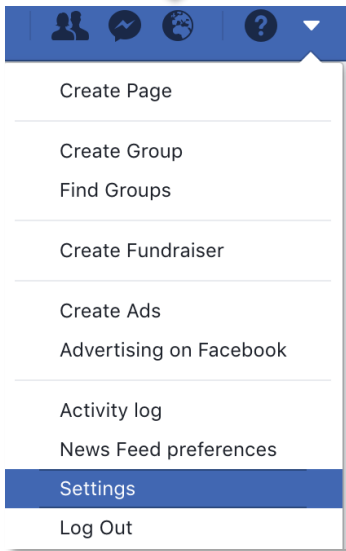 Create Page
Create Group
Find Groups
Create Fundraiser
Create Ads
Advertising on Facebook
Activity log
News Feed preferences
Settings
Log Out